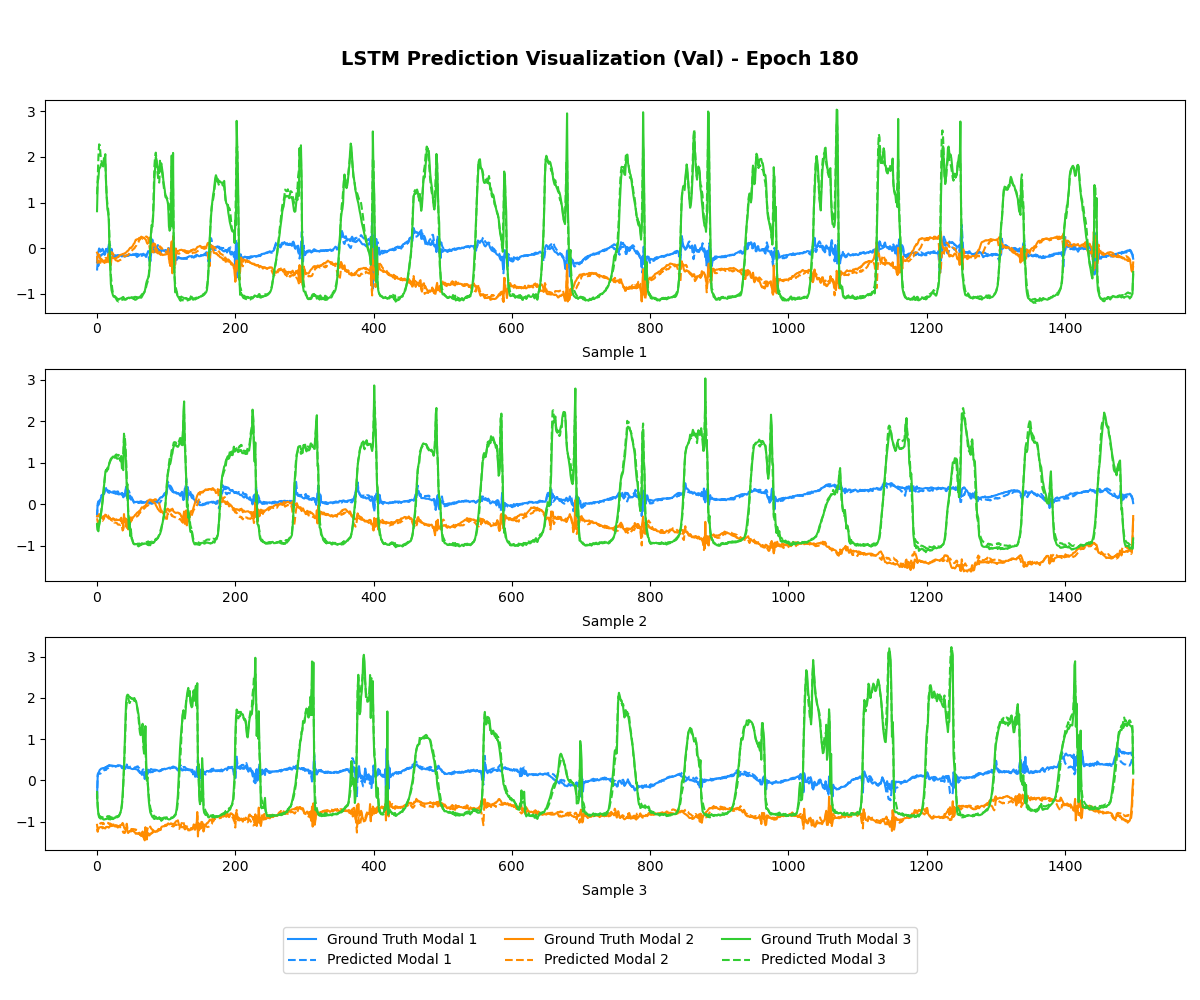 LSTM Prediction Visualization (Val) - Epoch 180
3
2
1
0
−1
0 200 400 600 800 1000 1200 1400
Sample 1
3
2
1
0
−1
0 200 400 600 800 1000 1200 1400
Sample 2
3
2
1
0
−1
0 200 400 600 800 1000 1200 1400
Sample 3
Ground Truth Modal 1 Ground Truth Modal 2 Ground Truth Modal 3
Predicted Modal 1 Predicted Modal 2 Predicted Modal 3